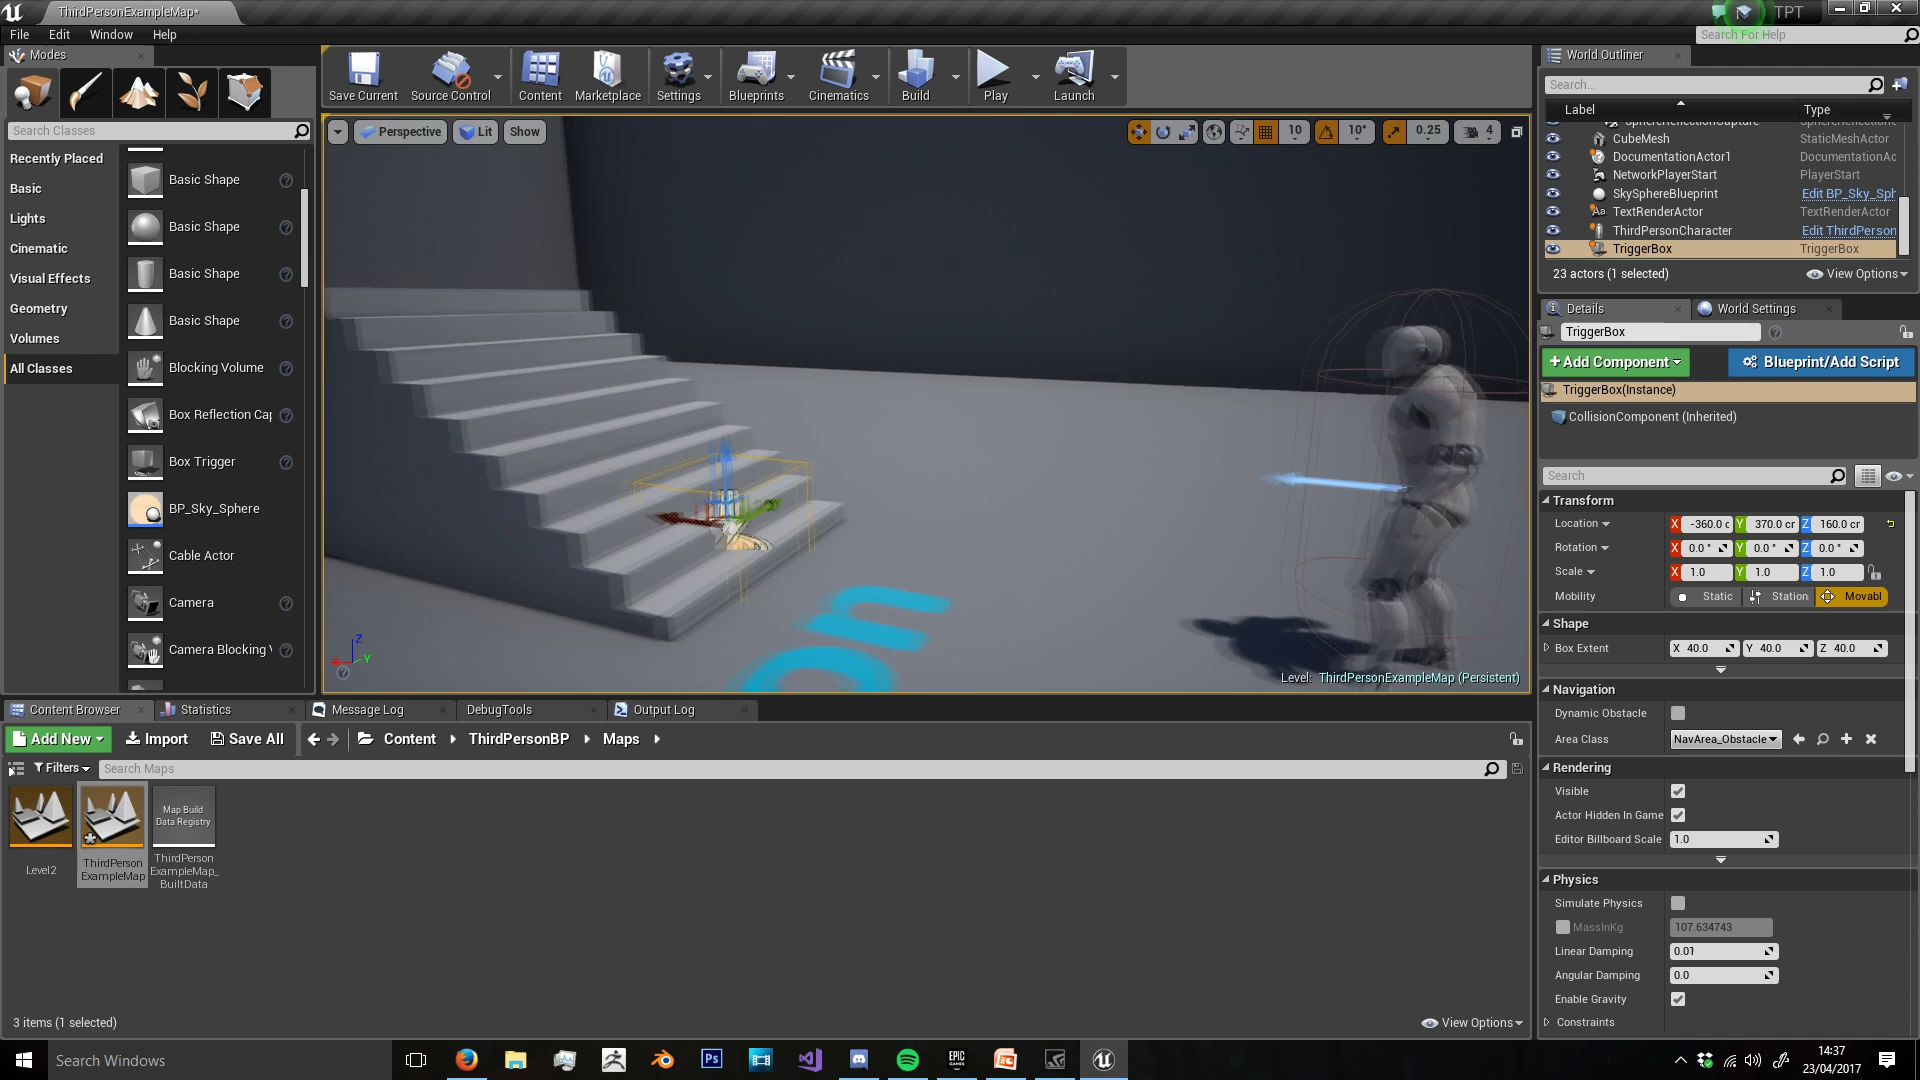 ThirdPersonExampleMap*
TPT
File Edit Window Help
Search For Help
Modes
Search Classes
Recently Placed
Basic
Lights
Cinematic
Visual Effects
Geometry
Volumes
All Classes
Basic Shape
Basic Shape
Basic Shape
Basic Shape
Blocking Volume
Box Reflection Cap
Box Trigger
BP_Sky_Sphere
Cable Actor
Camera
Camera Blocking V
Save Current Source Control Content Marketplace Settings Blueprints Cinematics Build Play Launch
Perspective Lit Show
10 10° 0.25 4
on
Z
Y
Level: ThirdPersonExampleMap (Persistent)
World Outliner
Search...
Label Type
SphereReflectionCapture SphereReflectionC
CubeMesh StaticMeshActor
DocumentationActor1 DocumentationAc
NetworkPlayerStart PlayerStart
SkySphereBlueprint Edit BP_Sky_Sph
TextRenderActor TextRenderActor
ThirdPersonCharacter Edit ThirdPerson
TriggerBox TriggerBox
23 actors (1 selected) View Options
Details World Settings
TriggerBox
+Add Component Blueprint/Add Script
TriggerBox(Instance)
CollisionComponent (Inherited)
Search
Transform
Location X -360.0 c Y 370.0 cr Z 160.0 cr
Rotation X 0.0 ° Y 0.0 ° Z 0.0 °
Scale X 1.0 Y 1.0 Z 1.0
Mobility Static Station Movabl
Shape
Box Extent X 40.0 Y 40.0 Z 40.0
Navigation
Dynamic Obstacle
Area Class NavArea_Obstacle
Rendering
Visible
Actor Hidden In Game
Editor Billboard Scale 1.0
Physics
Simulate Physics
MassInKg 107.634743
Linear Damping 0.01
Angular Damping 0.0
Enable Gravity
Constraints
Content Browser Statistics Message Log DebugTools Output Log
Add New Import Save All Content ThirdPersonBP Maps
Filters Search Maps
Level2
ThirdPerson
ExampleMap
Map Build
Data Registry
ThirdPerson
ExampleMap_
BuiltData
3 items (1 selected) View Options
Search Windows
Ps
EPIC
GAMES
14:37
23/04/2017